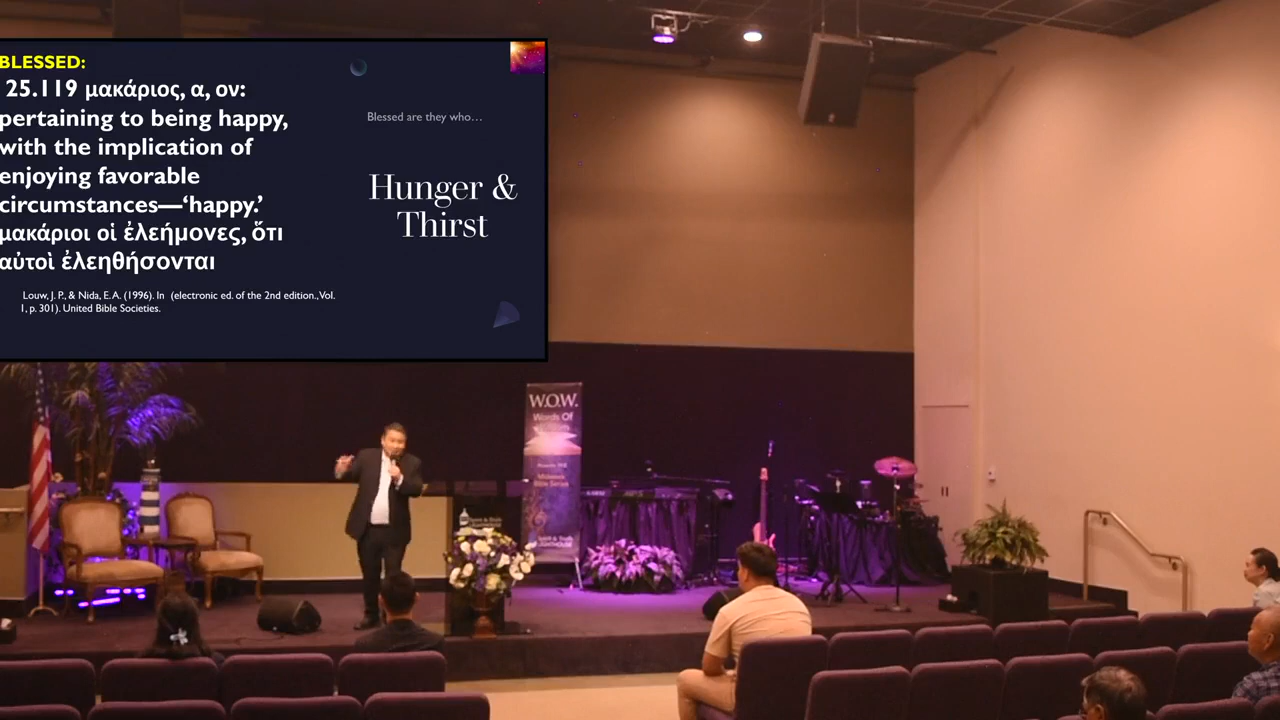 BLESSED:
25.119 μακάριος, α, ον:
pertaining to being happy,
with the implication of
enjoying favorable
circumstances—‘happy.’
μακάριοι οἱ ἐλεήμονες, ὅτι
αὐτοὶ ἐλεηθήσονται
Louw, J. P., & Nida, E. A. (1996). In (electronic ed. of the 2nd edition., Vol.
1, p. 301). United Bible Societies.
Blessed are they who…
Hunger &
Thirst
W.O.W.
Words Of
Bible Series